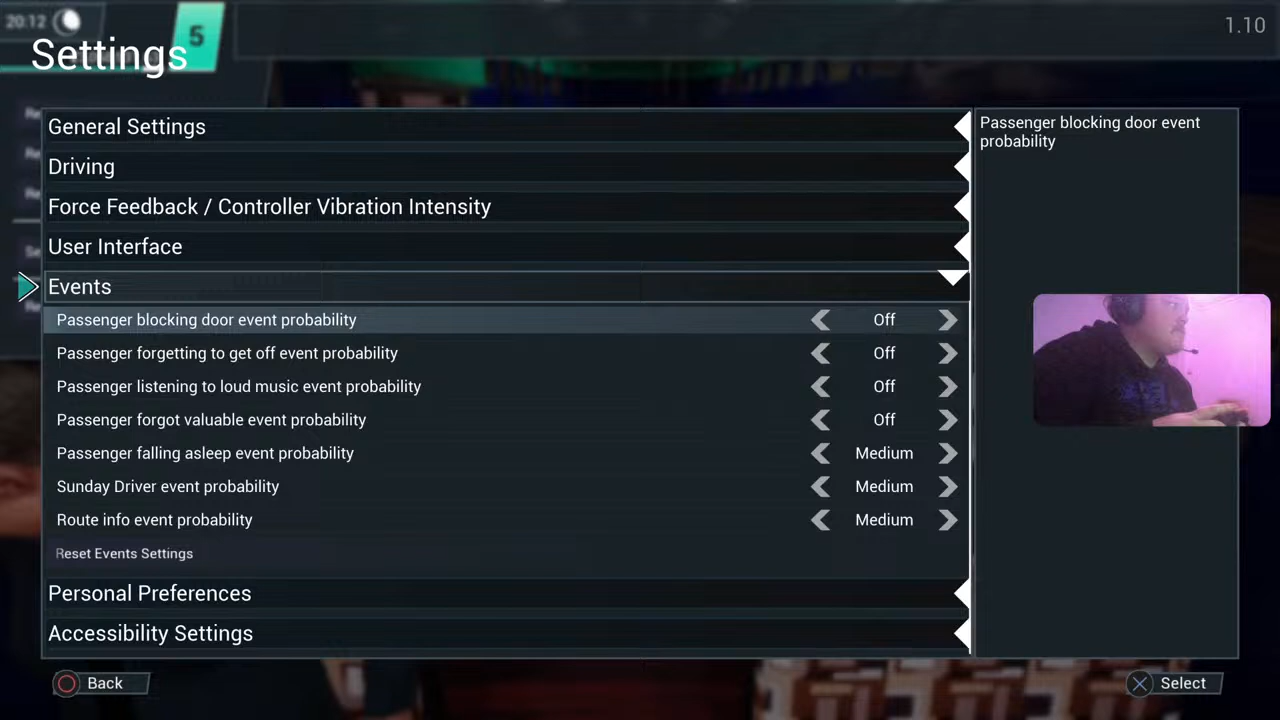 20:12
5
1.10
Settings
General Settings
Driving
Force Feedback / Controller Vibration Intensity
User Interface
Events
Passenger blocking door event probability Off
Passenger forgetting to get off event probability Off
Passenger listening to loud music event probability Off
Passenger forgot valuable event probability Off
Passenger falling asleep event probability Medium
Sunday Driver event probability Medium
Route info event probability Medium
Reset Events Settings
Personal Preferences
Accessibility Settings
Passenger blocking door event
probability
Back
Select